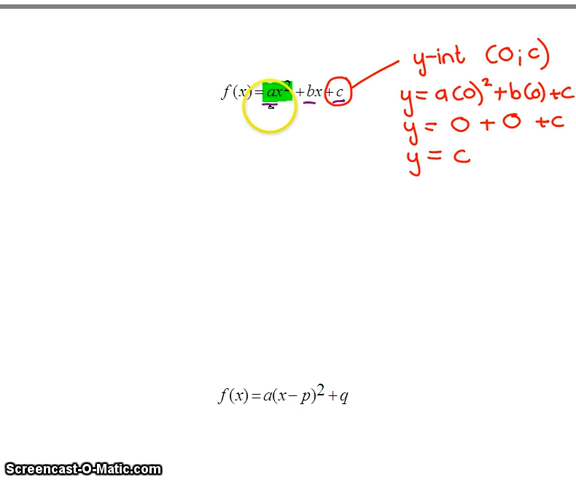 y-int (0;c)
f(x)=ax²+bx+c
y=a(0)²+b(0)+c
y= 0 + 0 +c
y = c
f(x)=a(x−p)²+q
Screencast-O-Matic.com